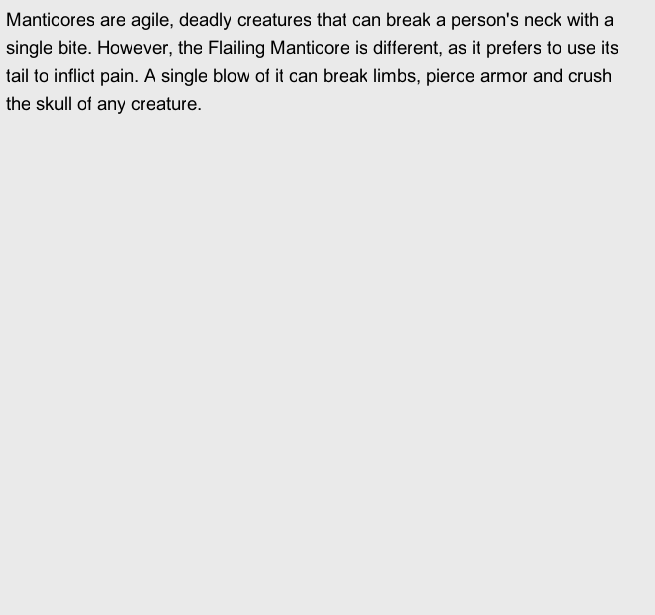 Manticores are agile, deadly creatures that can break a person's neck with a
single bite. However, the Flailing Manticore is different, as it prefers to use its
tail to inflict pain. A single blow of it can break limbs, pierce armor and crush
the skull of any creature.